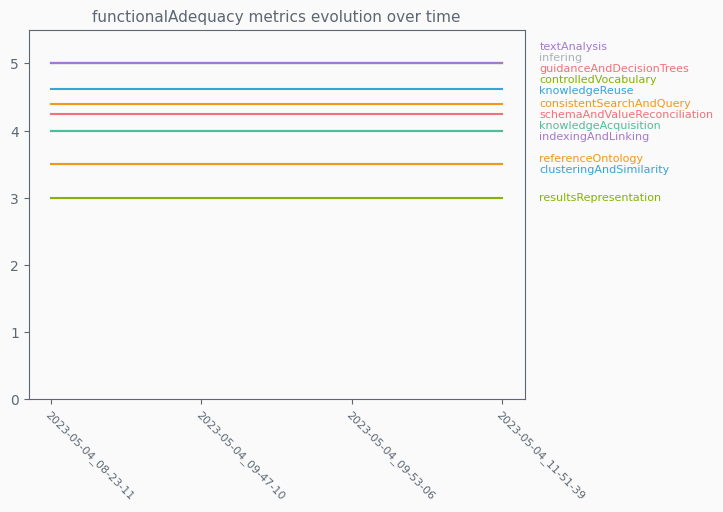 functionalAdequacy metrics evolution over time
5
4
3
2
1
0
textAnalysis
infering
guidanceAndDecisionTrees
controlledVocabulary
knowledgeReuse
consistentSearchAndQuery
schemaAndValueReconciliation
knowledgeAcquisition
indexingAndLinking
referenceOntology
clusteringAndSimilarity
resultsRepresentation
2023-05-04_08-23-11
2023-05-04_09-47-10
2023-05-04_09-53-06
2023-05-04_11-51-39